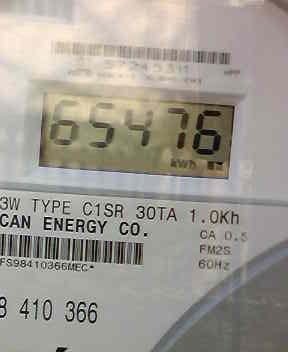 65476
kWh
3W TYPE C1SR 30TA 1.0Kh
CAN ENERGY CO.
CA 0.5
FM2S
60Hz
FS98410366MEC*
8 410 366